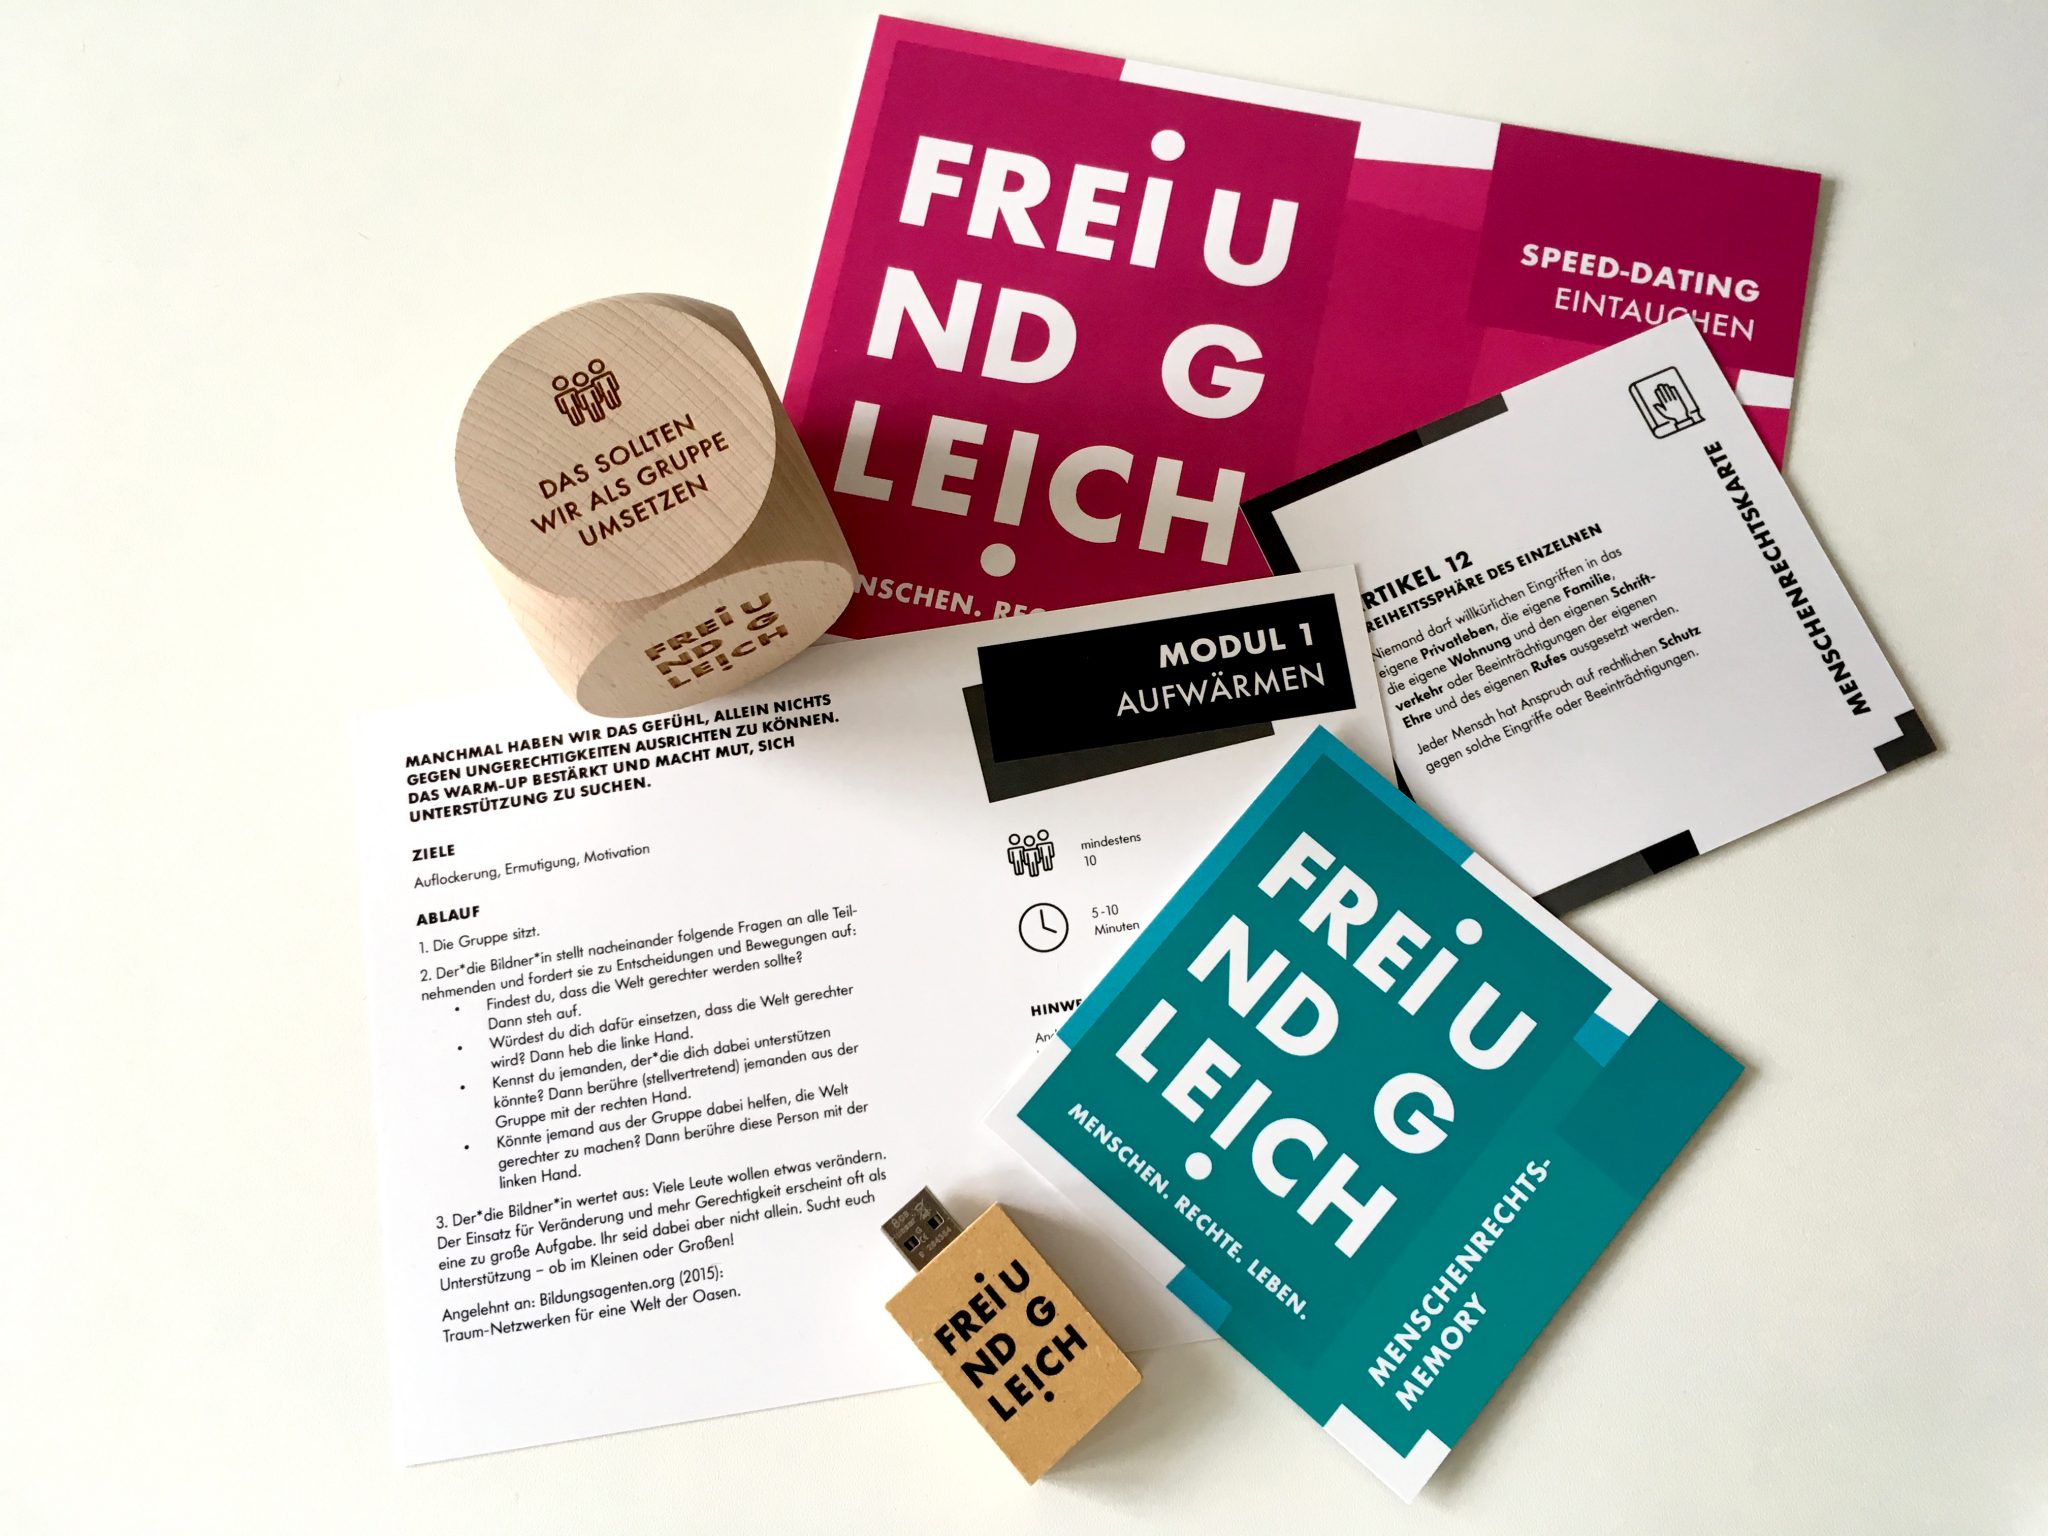 FREI U
ND G
LEICH
MENSCHEN.
SPEED-DATING
EINTAUCHEN
DAS SOLLTEN
WIR ALS GRUPPE
UMSETZEN
FREI U
ND G
LEICH
MENSCHENRECHTSKARTE
ARTIKEL 12
FREIHEITSSPHÄRE DES EINZELNEN
Niemand darf willkürlichen Eingriffen in das
eigene Privatleben, die eigene Familie,
die eigene Wohnung und den eigenen Schrift-
verkehr oder Beeinträchtigungen der eigenen
Ehre und des eigenen Rufes ausgesetzt werden.
Jeder Mensch hat Anspruch auf rechtlichen Schutz
gegen solche Eingriffe oder Beeinträchtigungen.
MODUL 1
AUFWÄRMEN
MANCHMAL HABEN WIR DAS GEFÜHL, ALLEIN NICHTS
GEGEN UNGERECHTIGKEITEN AUSRICHTEN ZU KÖNNEN.
DAS WARM-UP BESTÄRKT UND MACHT MUT, SICH
UNTERSTÜTZUNG ZU SUCHEN.
ZIELE
Auflockerung, Ermutigung, Motivation
ABLAUF
1. Die Gruppe sitzt.
2. Der*die Bildner*in stellt nacheinander folgende Fragen an alle Teil-
nehmenden und fordert sie zu Entscheidungen und Bewegungen auf:
• Findest du, dass die Welt gerechter werden sollte?
Dann steh auf.
• Würdest du dich dafür einsetzen, dass die Welt gerechter
wird? Dann heb die linke Hand.
• Kennst du jemanden, der*die dich dabei unterstützen
könnte? Dann berühre (stellvertretend) jemanden aus der
Gruppe mit der rechten Hand.
• Könnte jemand aus der Gruppe dabei helfen, die Welt
gerechter zu machen? Dann berühre diese Person mit der
linken Hand.
3. Der*die Bildner*in wertet aus: Viele Leute wollen etwas verändern.
Der Einsatz für Veränderung und mehr Gerechtigkeit erscheint oft als
eine zu große Aufgabe. Ihr seid dabei aber nicht allein. Sucht euch
Unterstützung – ob im Kleinen oder Großen!
Angelehnt an: Bildungsagenten.org (2015):
Traum-Netzwerken für eine Welt der Oasen.
mindestens
10
5-10
Minuten
HINWE
FREI U
ND G
LEICH
MENSCHEN. RECHTE. LEBEN.
MENSCHENRECHTS-
MEMORY
FREI U
ND G
LEICH